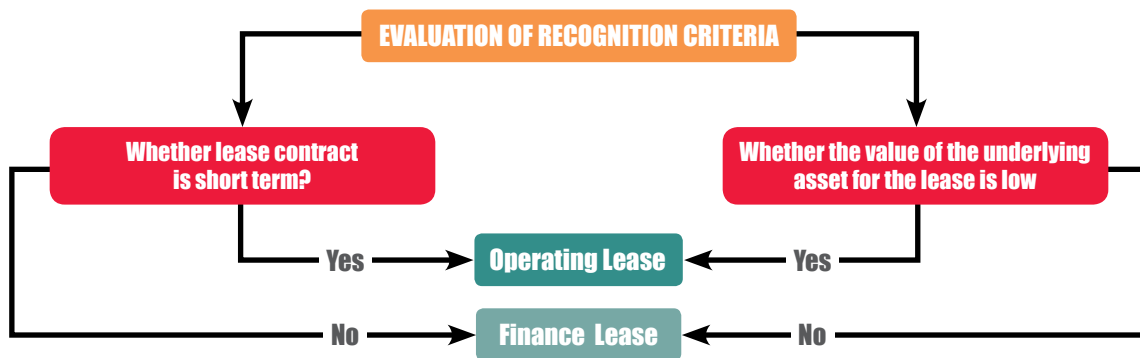 EVALUATION OF RECOGNITION CRITERIA
Whether lease contract
is short term?
Whether the value of the underlying
asset for the lease is low
Yes
Operating Lease
Yes
No
Finance Lease
No